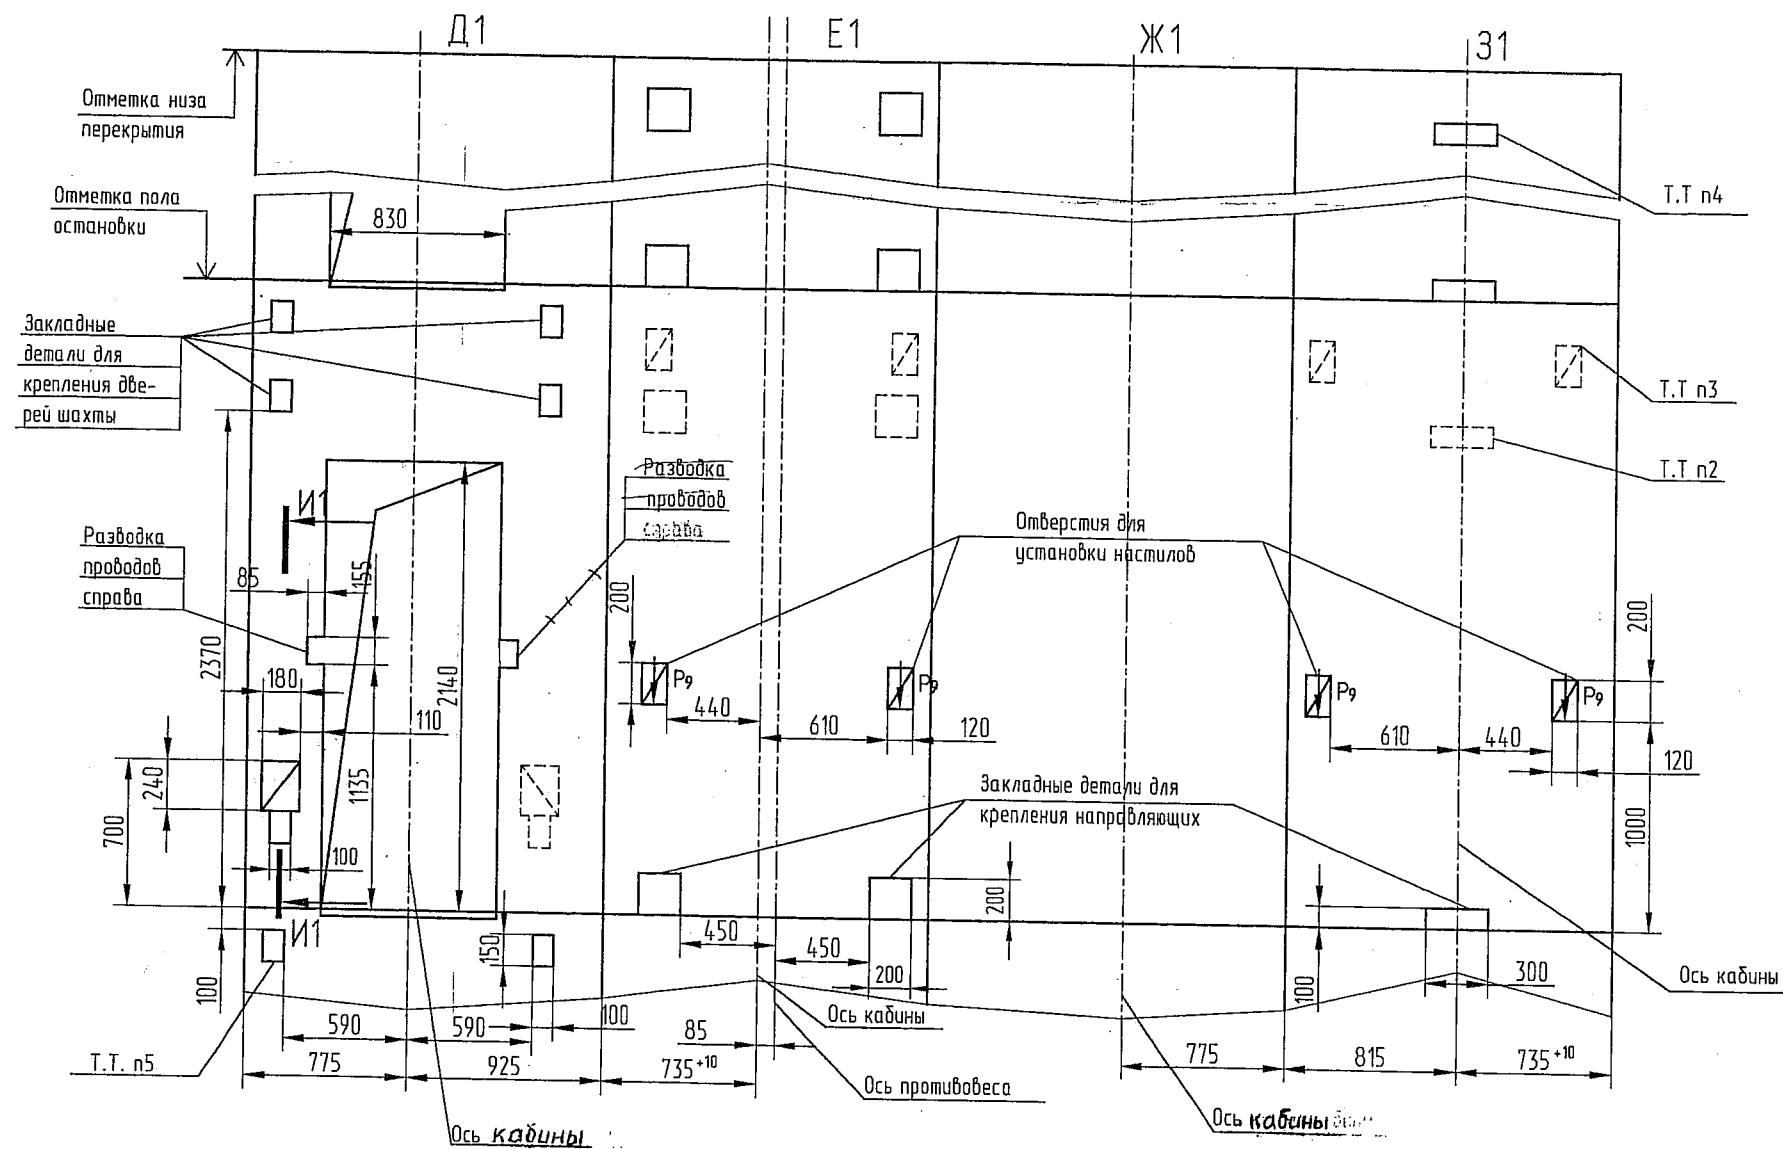 Д1
Е1
Ж1
З1
Отметка низа
перекрытия
Т.Т п4
Отметка пола
остановки
830
Закладные
детали для
крепления две-
рей шахты
Т.Т п3
Т.Т п2
Разводка
проводов
справа
И1
Отверстия для
установки настилов
Разводка
проводов
справа
85
155
200
200
2370
180
2140
Р9
Р9
Р9
Р9
110
440
610
120
610
440
120
240
700
1135
Закладные детали для
крепления направляющих
1000
100
200
И1
150
450
450
200
100
300
Ось кабины
100
590
590
100
85
Ось кабины
Т.Т. п5
775
925
735+10
775
815
735+10
Ось противовеса
Ось кабины
Ось кабины